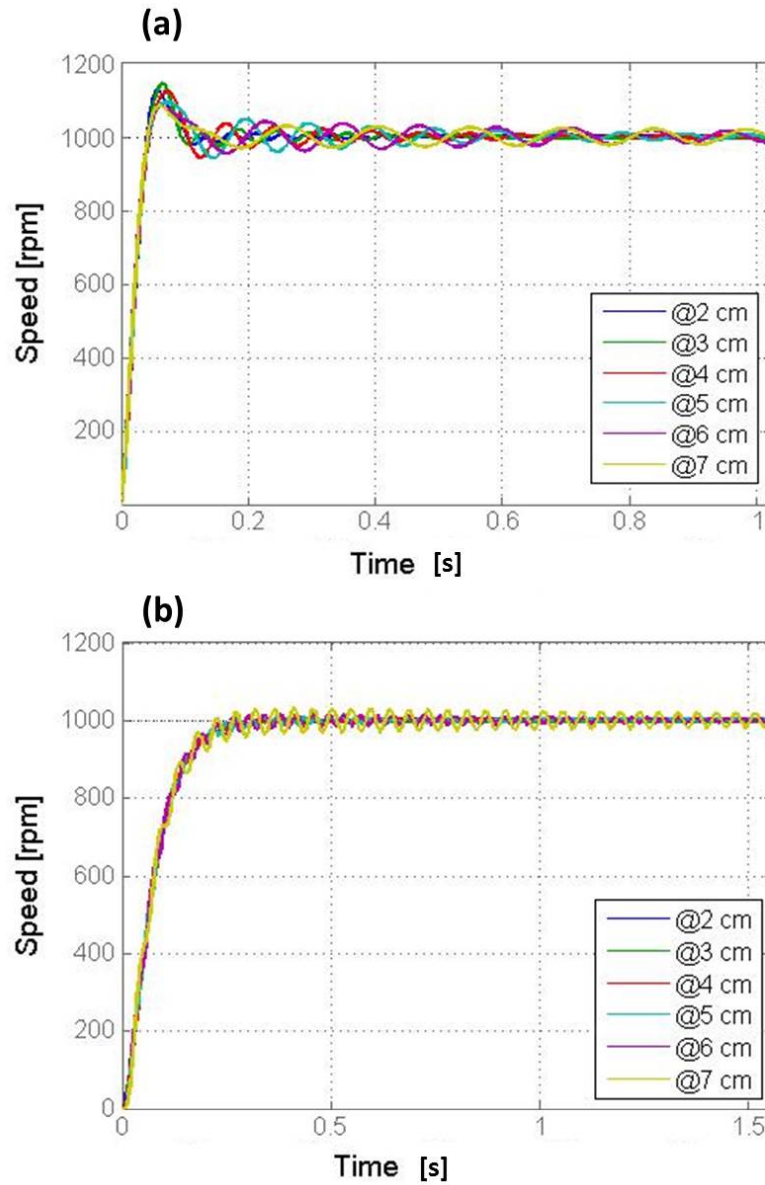 (a)
1200
1000
800
600
400
200
Speed [rpm]
@2 cm
@3 cm
@4 cm
@5 cm
@6 cm
@7 cm
0 0.2 0.4 0.6 0.8 1
Time [s]
(b)
1200
1000
800
600
400
200
0
Speed [rpm]
@2 cm
@3 cm
@4 cm
@5 cm
@6 cm
@7 cm
0 0.5 1 1.5
Time [s]